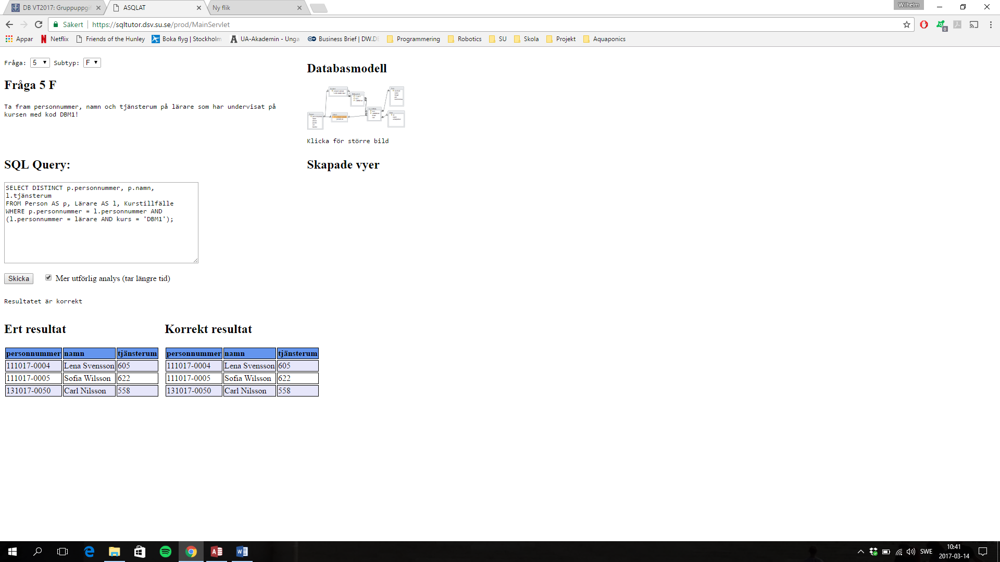 DB VT2017: Gruppuppgi
ASQLAT
Ny flik
Wilhelm
Säkert
https://sqltutor.dsv.su.se/prod/MainServlet
0
Appar
Netflix
Friends of the Hunley
Boka flyg | Stockholm
UA-Akademin - Unga
Business Brief | DW.DE
Programmering
Robotics
SU
Skola
Projekt
Aquaponics
Fråga: 5 Subtyp: F
Fråga 5 F
Ta fram personnummer, namn och tjänsterum på lärare som har undervisat på
kursen med kod DBM1!
Databasmodell
Klicka för större bild
SQL Query:
Skapade vyer
SELECT DISTINCT p.personnummer, p.namn,
l.tjänsterum
FROM Person AS p, Lärare AS l, Kurstillfälle
WHERE p.personnummer = l.personnummer AND
(l.personnummer = lärare AND kurs = 'DBM1');
Skicka
Mer utförlig analys (tar längre tid)
Resultatet är korrekt
Ert resultat
personnummer namn tjänsterum
111017-0004 Lena Svensson 605
111017-0005 Sofia Wilsson 622
131017-0050 Carl Nilsson 558
Korrekt resultat
personnummer namn tjänsterum
111017-0004 Lena Svensson 605
111017-0005 Sofia Wilsson 622
131017-0050 Carl Nilsson 558
SWE
10:41
2017-03-14